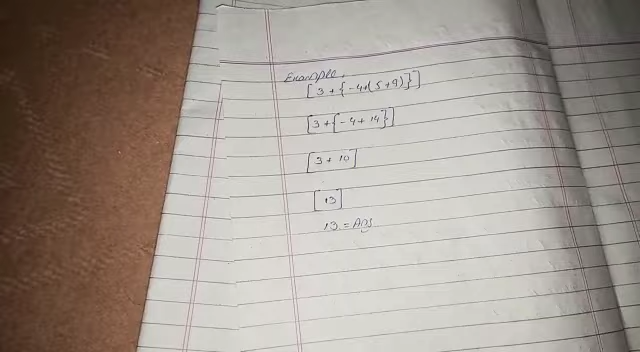 Example.
[3+{-4+(5+9)}]
[3+{-4+14}]
[3+10]
[13]
13 = Ans